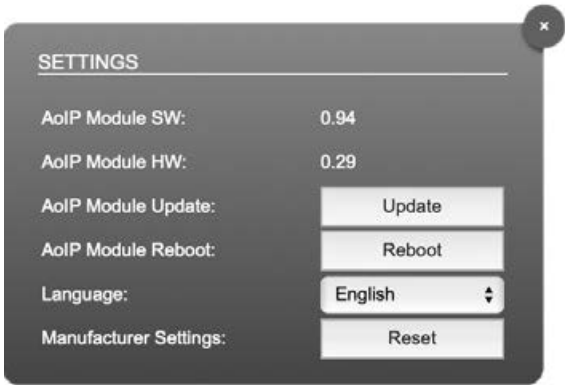 ×
SETTINGS
AoIP Module SW: 0.94
AoIP Module HW: 0.29
AoIP Module Update: Update
AoIP Module Reboot: Reboot
Language: English
Manufacturer Settings: Reset